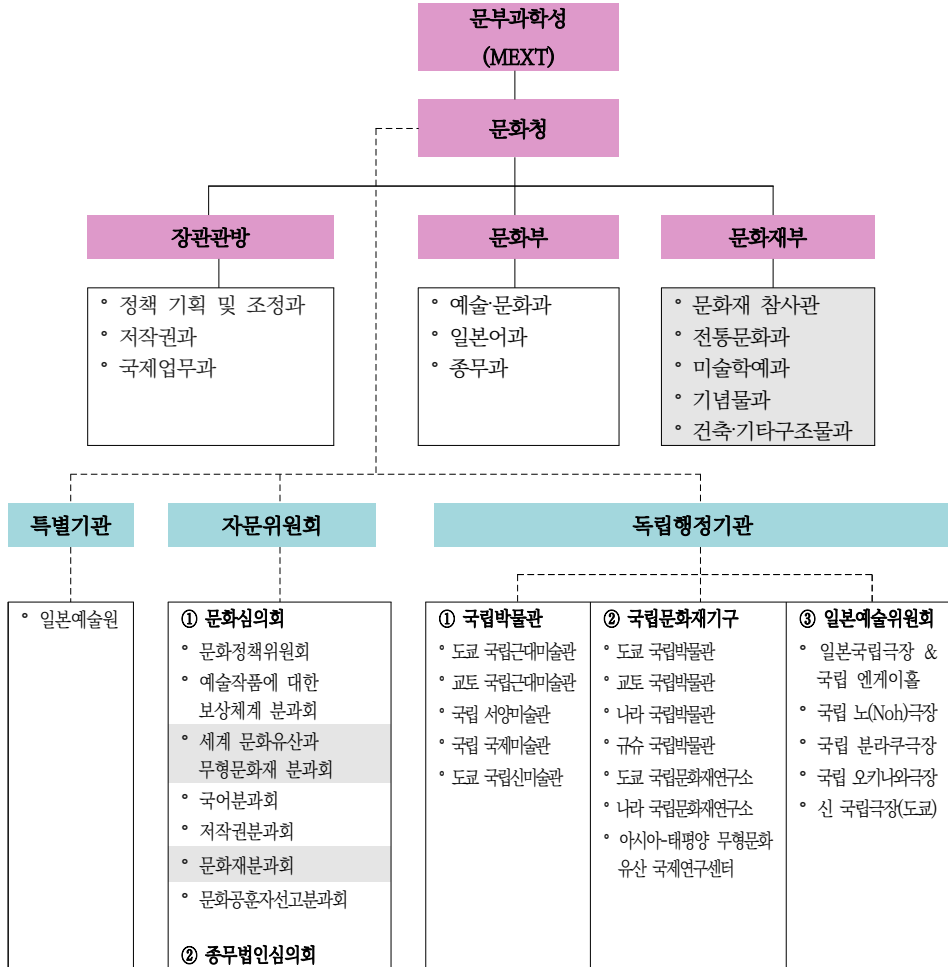 문부과학성
(MEXT)
문화청
장관관방
문화부
문화재부
° 정책 기획 및 조정과
° 저작권과
° 국제업무과
° 예술·문화과
° 일본어과
° 종무과
° 문화재 참사관
° 전통문화과
° 미술학예과
° 기념물과
° 건축·기타구조물과
특별기관
자문위원회
독립행정기관
° 일본예술원
① 문화심의회
° 문화정책위원회
° 예술작품에 대한
보상체계 분과회
° 세계 문화유산과
무형문화재 분과회
° 국어분과회
° 저작권분과회
° 문화재분과회
° 문화공훈자선고분과회
② 종무법인심의회
① 국립박물관
° 도쿄 국립근대미술관
° 교토 국립근대미술관
° 국립 서양미술관
° 국립 국제미술관
° 도쿄 국립신미술관
② 국립문화재기구
° 도쿄 국립박물관
° 교토 국립박물관
° 나라 국립박물관
° 규슈 국립박물관
° 도쿄 국립문화재연구소
° 나라 국립문화재연구소
° 아시아-태평양 무형문화
유산 국제연구센터
③ 일본예술위원회
° 일본국립극장 &
국립 엔게이홀
° 국립 노(Noh)극장
° 국립 분라쿠극장
° 국립 오키나와극장
° 신 국립극장(도쿄)